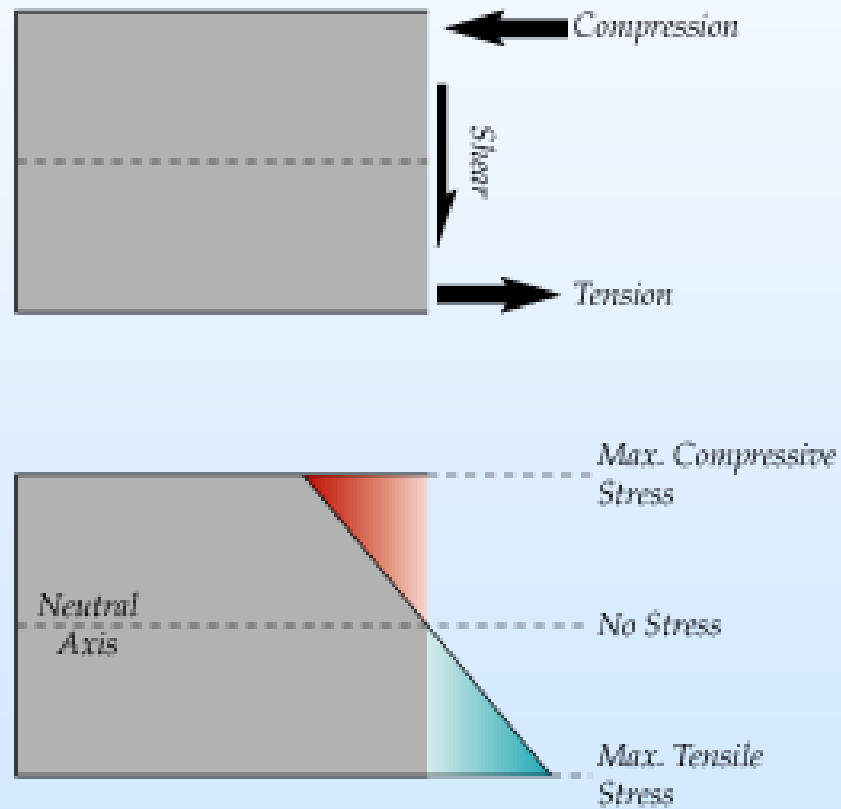 Compression
Shear
Tension
Max. Compressive
Stress
Neutral
Axis
No Stress
Max. Tensile
Stress